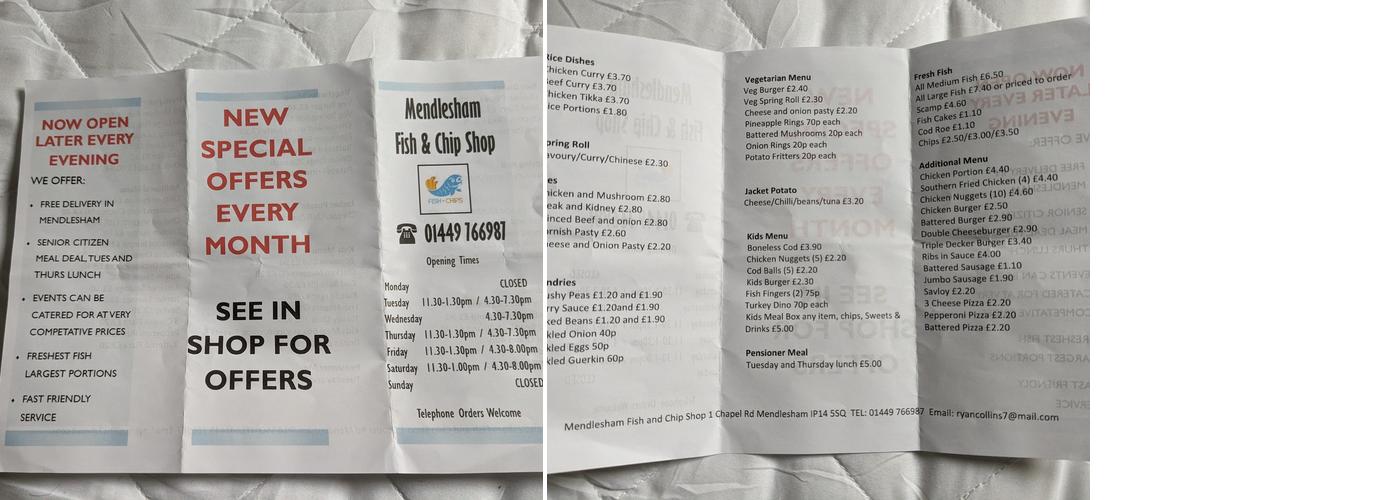 NOW OPEN
LATER EVERY
EVENING
WE OFFER:
• FREE DELIVERY IN
MENDLESHAM
• SENIOR CITIZEN
MEAL DEAL, TUES AND
THURS LUNCH
• EVENTS CAN BE
CATERED FOR AT VERY
COMPETATIVE PRICES
• FRESHEST FISH
LARGEST PORTIONS
• FAST FRIENDLY
SERVICE
NEW
SPECIAL
OFFERS
EVERY
MONTH
SEE IN
SHOP FOR
OFFERS
Mendlesham
Fish & Chip Shop
FISH • CHIPS
01449 766987
Opening Times
Monday CLOSED
Tuesday 11.30-1.30pm / 4.30-7.30pm
Wednesday 4.30-7.30pm
Thursday 11.30-1.30pm / 4.30-7.30pm
Friday 11.30-1.30pm / 4.30-8.00pm
Saturday 11.30-1.00pm / 4.30-8.00pm
Sunday CLOSED
Telephone Orders Welcome
Rice Dishes
Chicken Curry £3.70
Beef Curry £3.70
Chicken Tikka £3.70
Rice Portions £1.80
pring Roll
avoury/Curry/Chinese £2.30
es
hicken and Mushroom £2.80
eak and Kidney £2.80
inced Beef and onion £2.80
rnish Pasty £2.60
heese and Onion Pasty £2.20
ndries
ushy Peas £1.20 and £1.90
rry Sauce £1.20and £1.90
ked Beans £1.20 and £1.90
kled Onion 40p
kled Eggs 50p
kled Guerkin 60p
Vegetarian Menu
Veg Burger £2.40
Veg Spring Roll £2.30
Cheese and onion pasty £2.20
Pineapple Rings 70p each
Battered Mushrooms 20p each
Onion Rings 20p each
Potato Fritters 20p each
Jacket Potato
Cheese/Chilli/beans/tuna £3.20
Kids Menu
Boneless Cod £3.90
Chicken Nuggets (5) £2.20
Cod Balls (5) £2.20
Kids Burger £2.30
Fish Fingers (2) 75p
Turkey Dino 70p each
Kids Meal Box any item, chips, Sweets &
Drinks £5.00
Pensioner Meal
Tuesday and Thursday lunch £5.00
Fresh Fish
All Medium Fish £6.50
All Large Fish £7.40 or priced to order
Scamp £4.60
Fish Cakes £1.10
Cod Roe £1.10
Chips £2.50/£3.00/£3.50
Additional Menu
Chicken Portion £4.40
Southern Fried Chicken (4) £4.40
Chicken Nuggets (10) £4.60
Chicken Burger £2.50
Battered Burger £2.90
Double Cheeseburger £2.90
Triple Decker Burger £3.40
Ribs in Sauce £4.00
Battered Sausage £1.10
Jumbo Sausage £1.90
Savloy £2.20
3 Cheese Pizza £2.20
Pepperoni Pizza £2.20
Battered Pizza £2.20
Mendlesham Fish and Chip Shop 1 Chapel Rd Mendlesham IP14 5SQ TEL: 01449 766987 Email: ryancollins7@mail.com